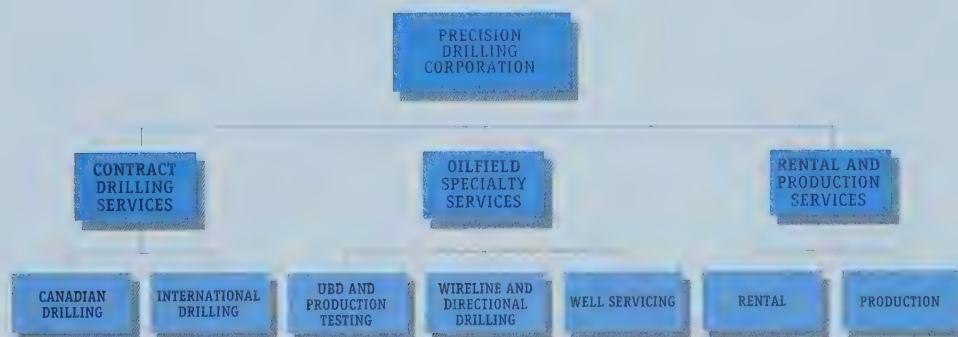 PRECISION
DRILLING
CORPORATION
CONTRACT
DRILLING
SERVICES
OILFIELD
SPECIALTY
SERVICES
RENTAL AND
PRODUCTION
SERVICES
CANADIAN
DRILLING
INTERNATIONAL
DRILLING
UBD AND
PRODUCTION
TESTING
WIRELINE AND
DIRECTIONAL
DRILLING
WELL SERVICING
RENTAL
PRODUCTION